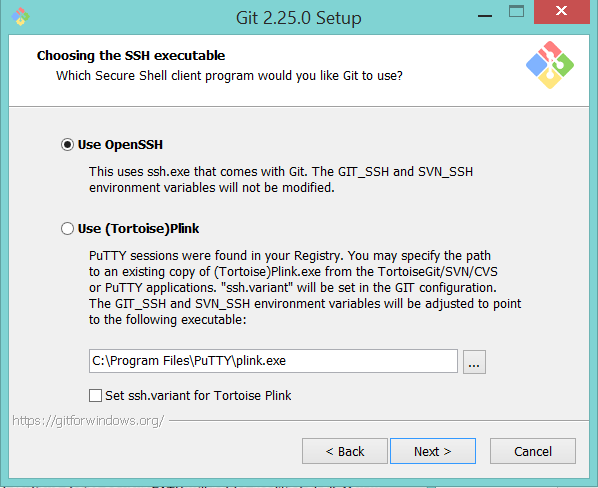 Git 2.25.0 Setup
Choosing the SSH executable
Which Secure Shell client program would you like Git to use?
Use OpenSSH
This uses ssh.exe that comes with Git. The GIT_SSH and SVN_SSH
environment variables will not be modified.
Use (Tortoise)Plink
PuTTY sessions were found in your Registry. You may specify the path
to an existing copy of (Tortoise)Plink.exe from the TortoiseGit/SVN/CVS
or PuTTY applications. "ssh.variant" will be set in the GIT configuration.
The GIT_SSH and SVN_SSH environment variables will be adjusted to point
to the following executable:
C:\Program Files\PuTTY\plink.exe
...
Set ssh.variant for Tortoise Plink
https://gitforwindows.org/
< Back
Next >
Cancel